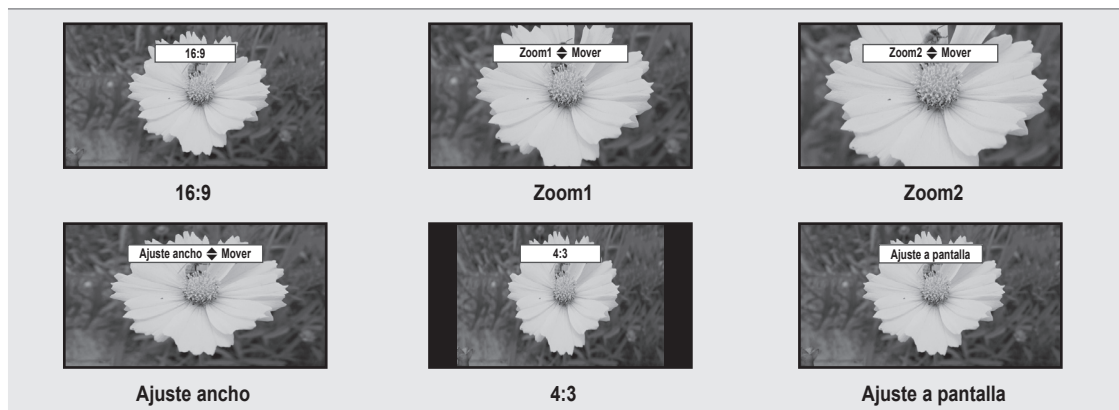 16:9
Zoom1 Mover
Zoom2 Mover
16:9
Zoom1
Zoom2
Ajuste ancho Mover
4:3
Ajuste a pantalla
Ajuste ancho
4:3
Ajuste a pantalla